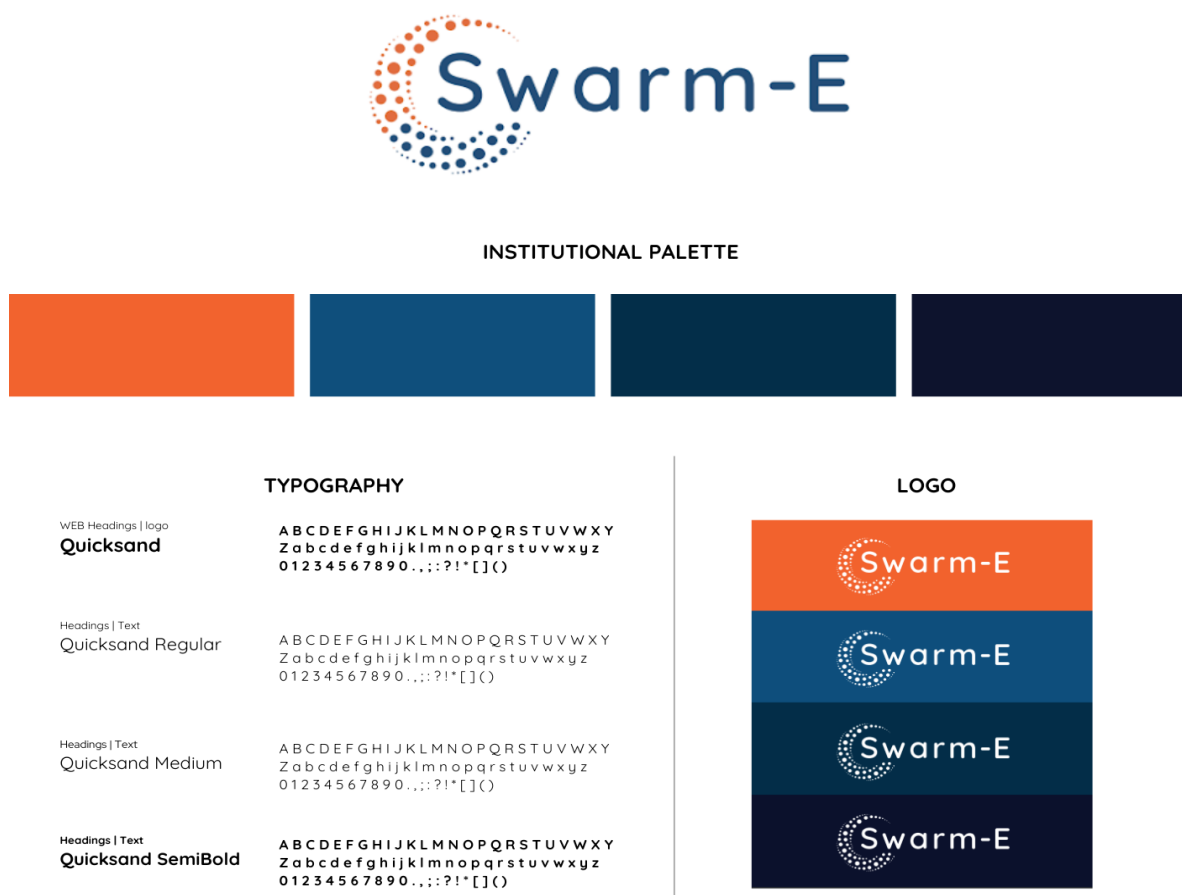 Swarm-E
INSTITUTIONAL PALETTE
TYPOGRAPHY
WEB Headings | logo
Quicksand
A B C D E F G H I J K L M N O P Q R S T U V W X Y
Z a b c d e f g h i j k l m n o p q r s t u v w x y z
0 1 2 3 4 5 6 7 8 9 0 . , ; : ? ! * [ ] ( )
Headings | Text
Quicksand Regular
A B C D E F G H I J K L M N O P Q R S T U V W X Y
Z a b c d e f g h i j k l m n o p q r s t u v w x y z
0 1 2 3 4 5 6 7 8 9 0 . , ; : ? ! * [ ] ( )
Headings | Text
Quicksand Medium
A B C D E F G H I J K L M N O P Q R S T U V W X Y
Z a b c d e f g h i j k l m n o p q r s t u v w x y z
0 1 2 3 4 5 6 7 8 9 0 . , ; : ? ! * [ ] ( )
Headings | Text
Quicksand SemiBold
A B C D E F G H I J K L M N O P Q R S T U V W X Y
Z a b c d e f g h i j k l m n o p q r s t u v w x y z
0 1 2 3 4 5 6 7 8 9 0 . , ; : ? ! * [ ] ( )
LOGO
Swarm-E
Swarm-E
Swarm-E
Swarm-E